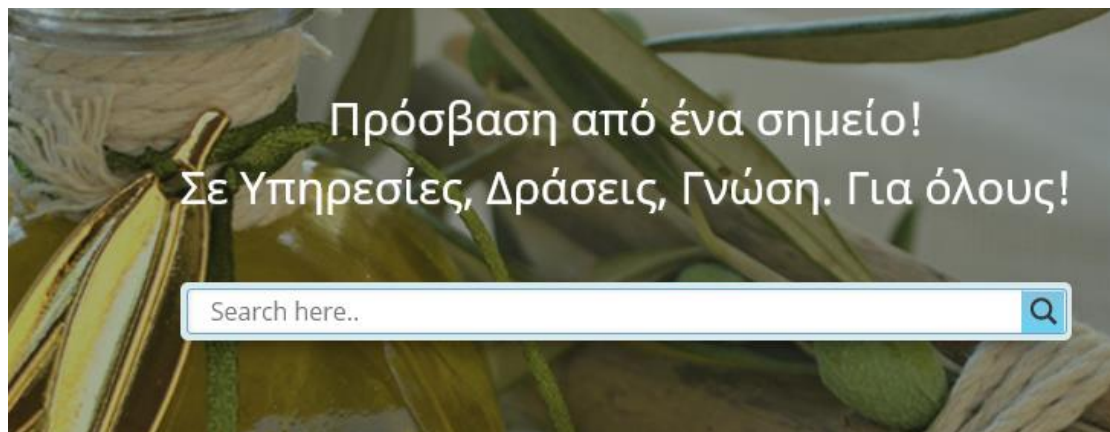 Πρόσβαση από ένα σημείο!
Σε Υπηρεσίες, Δράσεις, Γνώση. Για όλους!
Search here..